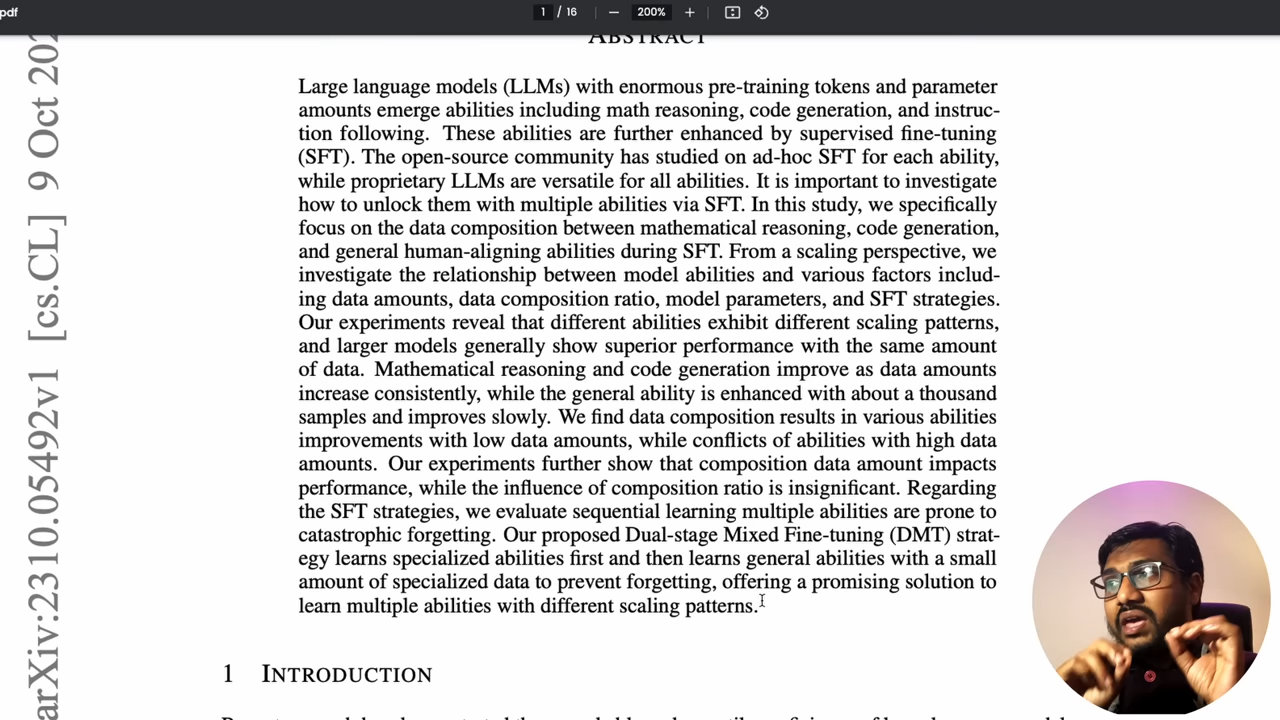 pdf
1 / 16
200%
ABSTRACT
Large language models (LLMs) with enormous pre-training tokens and parameter
amounts emerge abilities including math reasoning, code generation, and instruc-
tion following. These abilities are further enhanced by supervised fine-tuning
(SFT). The open-source community has studied on ad-hoc SFT for each ability,
while proprietary LLMs are versatile for all abilities. It is important to investigate
how to unlock them with multiple abilities via SFT. In this study, we specifically
focus on the data composition between mathematical reasoning, code generation,
and general human-aligning abilities during SFT. From a scaling perspective, we
investigate the relationship between model abilities and various factors includ-
ing data amounts, data composition ratio, model parameters, and SFT strategies.
Our experiments reveal that different abilities exhibit different scaling patterns,
and larger models generally show superior performance with the same amount
of data. Mathematical reasoning and code generation improve as data amounts
increase consistently, while the general ability is enhanced with about a thousand
samples and improves slowly. We find data composition results in various abilities
improvements with low data amounts, while conflicts of abilities with high data
amounts. Our experiments further show that composition data amount impacts
performance, while the influence of composition ratio is insignificant. Regarding
the SFT strategies, we evaluate sequential learning multiple abilities are prone to
catastrophic forgetting. Our proposed Dual-stage Mixed Fine-tuning (DMT) strat-
egy learns specialized abilities first and then learns general abilities with a small
amount of specialized data to prevent forgetting, offering a promising solution to
learn multiple abilities with different scaling patterns.
1 INTRODUCTION
arXiv:2310.05492v1 [cs.CL] 9 Oct 202